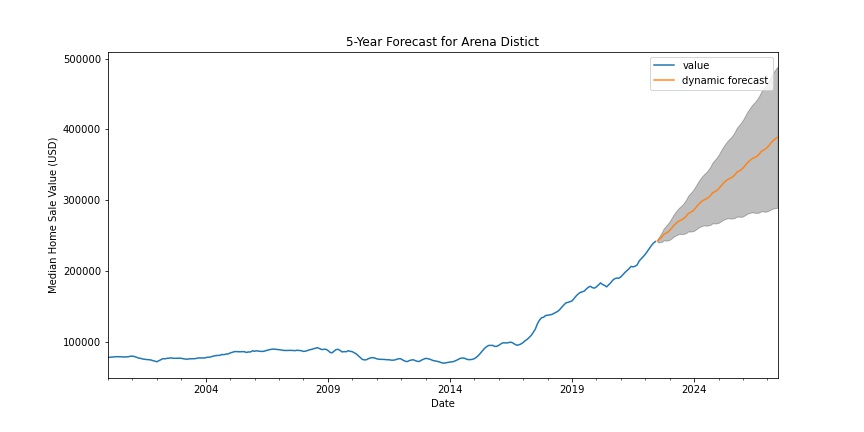 5-Year Forecast for Arena Distict
value
dynamic forecast
Median Home Sale Value (USD)
500000
400000
300000
200000
100000
2004
2009
2014
2019
2024
Date